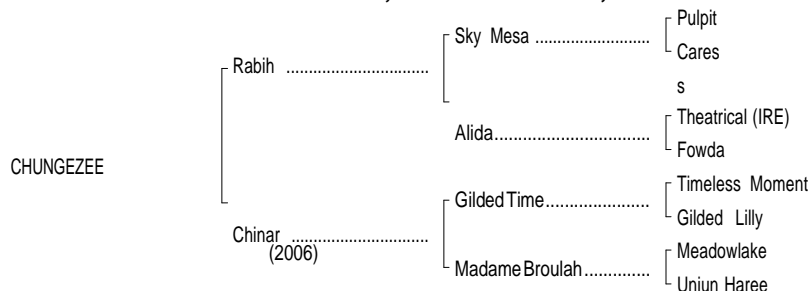 Pulpit
Sky Mesa ..........................
Rabih ................................
Cares
s
Theatrical (IRE)
Alida...................................
Fowda
CHUNGEZEE
Timeless Moment
Gilded Time.......................
Gilded Lilly
Chinar ...............................
(2006)
Meadowlake
Madame Broulah...............
Uniun Haree